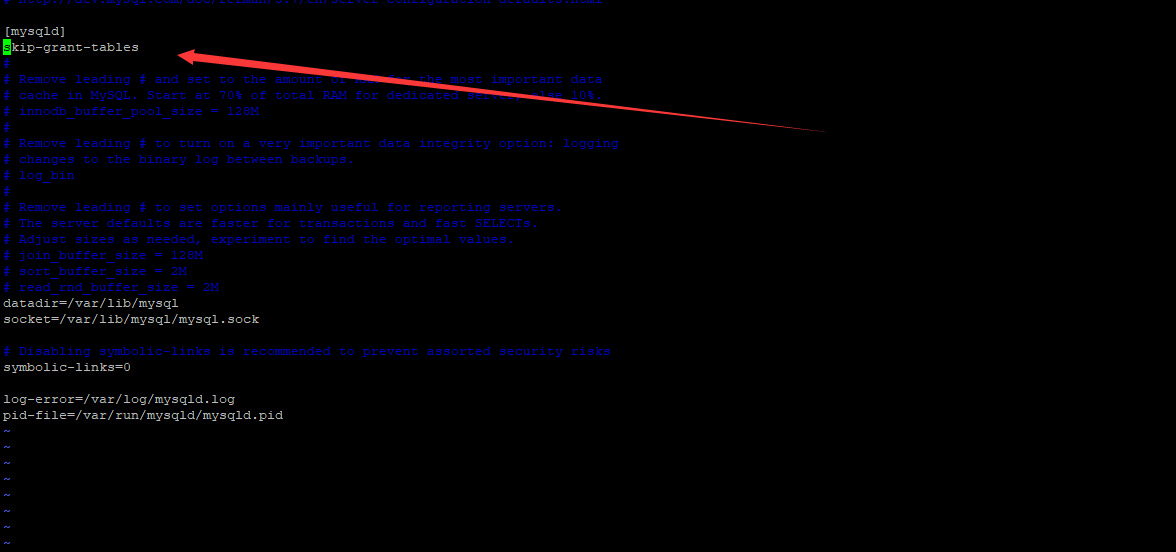 # http://dev.mysql.com/doc/refman/5.7/en/server-configuration-defaults.html
[mysqld]
skip-grant-tables
#
# Remove leading # and set to the amount of the most important data
# cache in MySQL. Start at 70% of total RAM for dedicated server, else 10%.
# innodb_buffer_pool_size = 128M
#
# Remove leading # to turn on a very important data integrity option: logging
# changes to the binary log between backups.
# log_bin
#
# Remove leading # to set options mainly useful for reporting servers.
# The server defaults are faster for transactions and fast SELECTs.
# Adjust sizes as needed, experiment to find the optimal values.
# join_buffer_size = 128M
# sort_buffer_size = 2M
# read_rnd_buffer_size = 2M
datadir=/var/lib/mysql
socket=/var/lib/mysql/mysql.sock
# Disabling symbolic-links is recommended to prevent assorted security risks
symbolic-links=0
log-error=/var/log/mysqld.log
pid-file=/var/run/mysqld/mysqld.pid
~
~
~
~
~
~
~
~